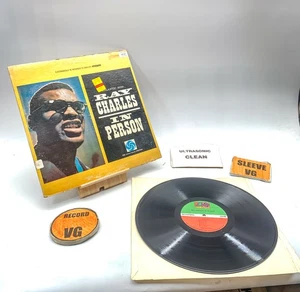 RAY
CHARLES
IN
PERSON
ULTRASONIC
CLEAN
SLEEVE
VG
RECORD
VG